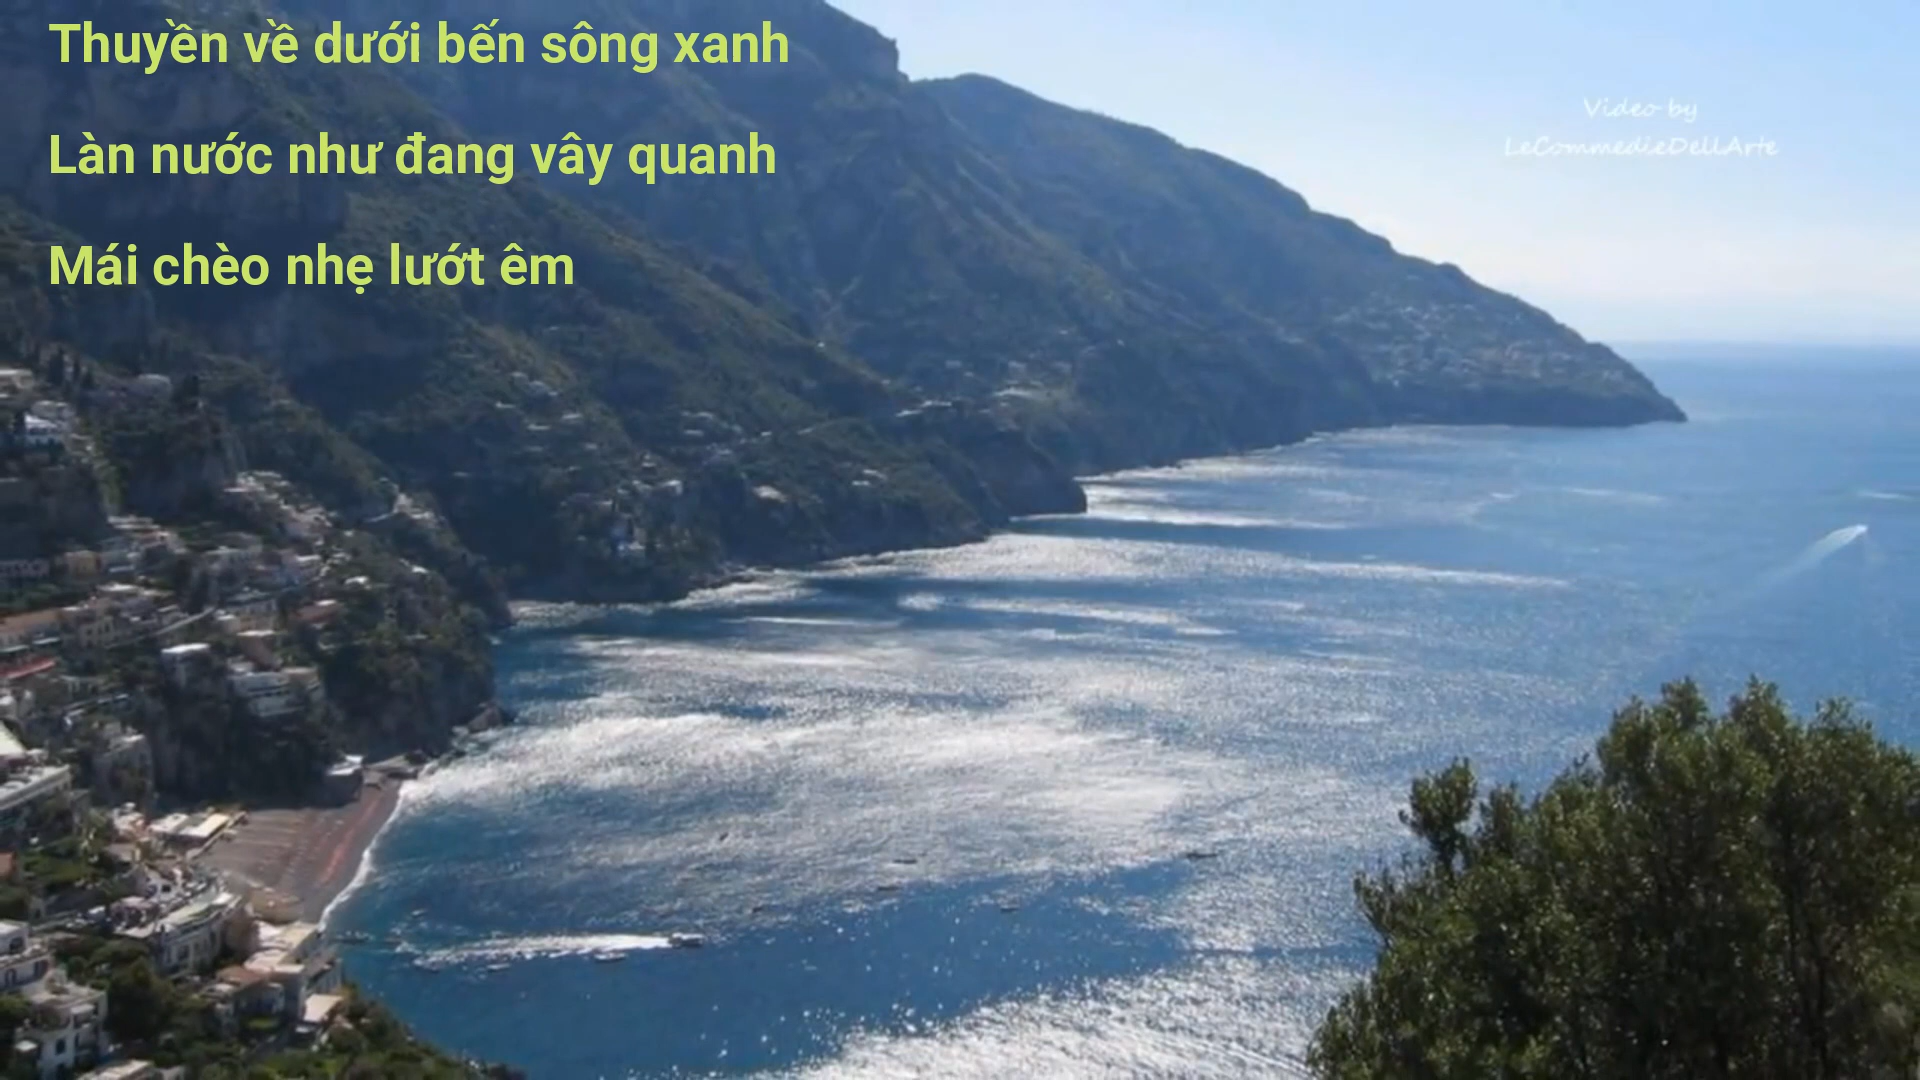 Thuyền về dưới bến sông xanh
Làn nước như đang vây quanh
Mái chèo nhẹ lướt êm
Video by
LeCommedieDellArte